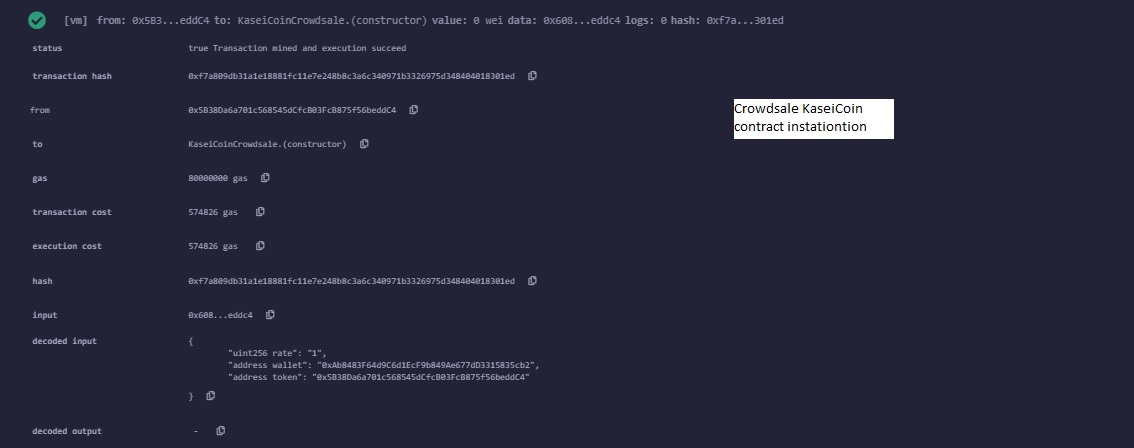 [vm] from: 0x5B3...eddC4 to: KaseiCoinCrowdsale.(constructor) value: 0 wei data: 0x608...eddc4 logs: 0 hash: 0xf7a...301ed
status true Transaction mined and execution succeed
transaction hash 0xf7a809db31a1e18881fc11e7e248b8c3a6c340971b3326975d348404018301ed
from 0x5B38Da6a701c568545dCfcB03FcB875f56beddC4
Crowdsale KaseiCoin
contract instationtion
to KaseiCoinCrowdsale.(constructor)
gas 80000000 gas
transaction cost 574826 gas
execution cost 574826 gas
hash 0xf7a809db31a1e18881fc11e7e248b8c3a6c340971b3326975d348404018301ed
input 0x608...eddc4
decoded input {
"uint256 rate": "1",
"address wallet": "0xAb8483F64d9C6d1EcF9b849Ae677dD3315835cb2",
"address token": "0x5B38Da6a701c568545dCfcB03FcB875f56beddC4"
}
decoded output -